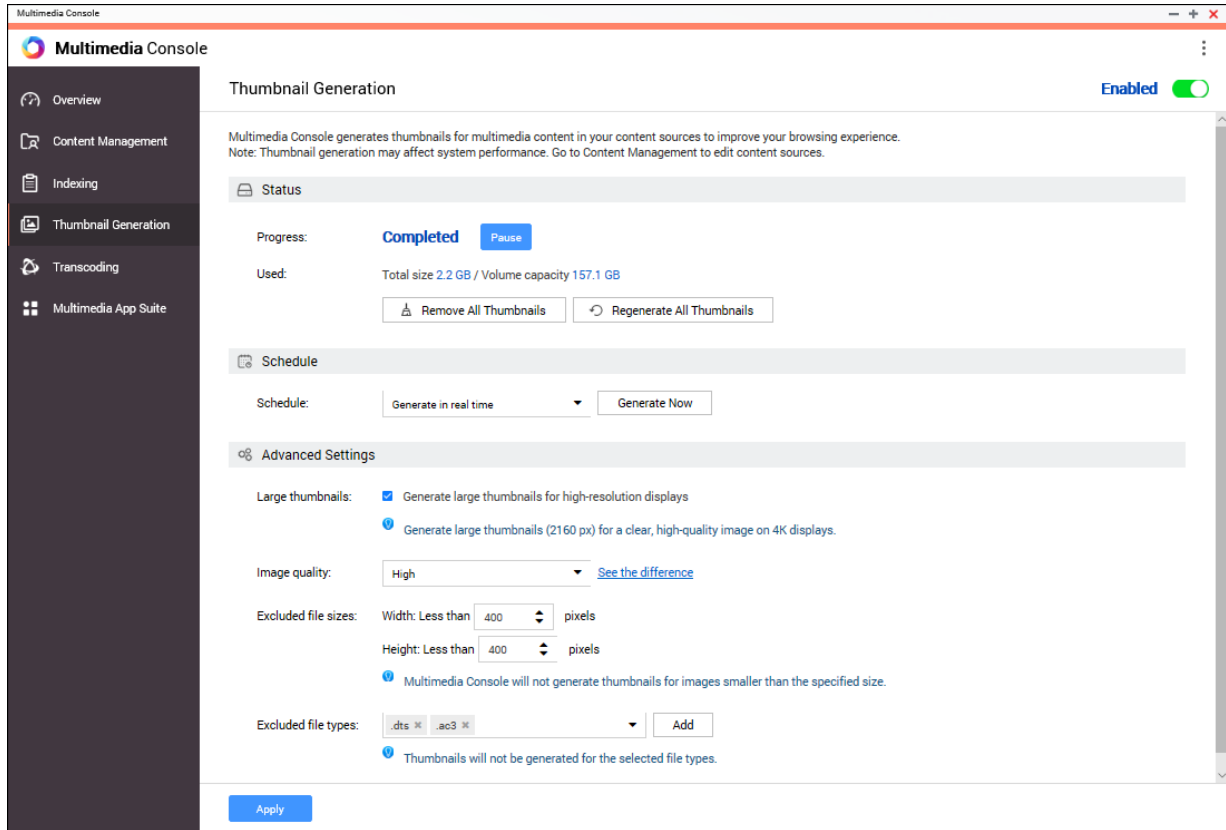 Multimedia Console
Multimedia Console
Overview
Content Management
Indexing
Thumbnail Generation
Transcoding
Multimedia App Suite
Thumbnail Generation
Enabled
Multimedia Console generates thumbnails for multimedia content in your content sources to improve your browsing experience.
Note: Thumbnail generation may affect system performance. Go to Content Management to edit content sources.
Status
Progress: Completed Pause
Used: Total size 2.2 GB / Volume capacity 157.1 GB
Remove All Thumbnails Regenerate All Thumbnails
Schedule
Schedule: Generate in real time Generate Now
Advanced Settings
Large thumbnails: Generate large thumbnails for high-resolution displays
Generate large thumbnails (2160 px) for a clear, high-quality image on 4K displays.
Image quality: High See the difference
Excluded file sizes: Width: Less than 400 pixels
Height: Less than 400 pixels
Multimedia Console will not generate thumbnails for images smaller than the specified size.
Excluded file types: .dts .ac3 Add
Thumbnails will not be generated for the selected file types.
Apply